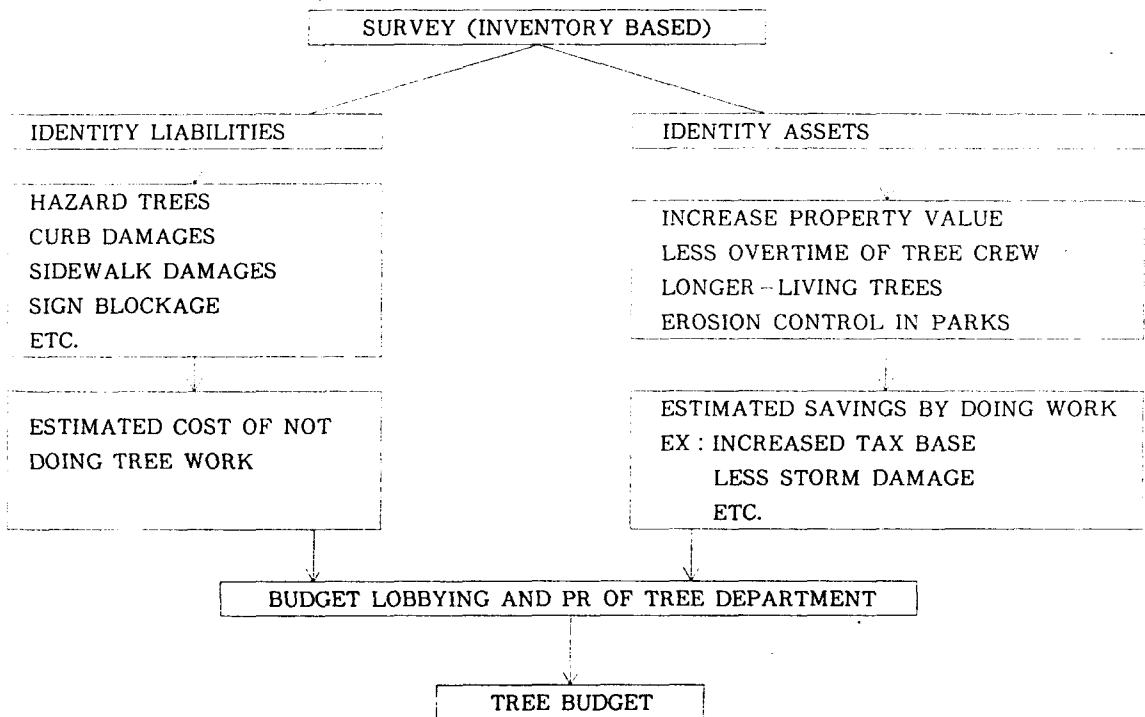 SURVEY (INVENTORY BASED)
IDENTITY LIABILITIES
HAZARD TREES
CURB DAMAGES
SIDEWALK DAMAGES
SIGN BLOCKAGE
ETC.
ESTIMATED COST OF NOT
DOING TREE WORK
IDENTITY ASSETS
INCREASE PROPERTY VALUE
LESS OVERTIME OF TREE CREW
LONGER-LIVING TREES
EROSION CONTROL IN PARKS
ESTIMATED SAVINGS BY DOING WORK
EX : INCREASED TAX BASE
LESS STORM DAMAGE
ETC.
BUDGET LOBBYING AND PR OF TREE DEPARTMENT
TREE BUDGET